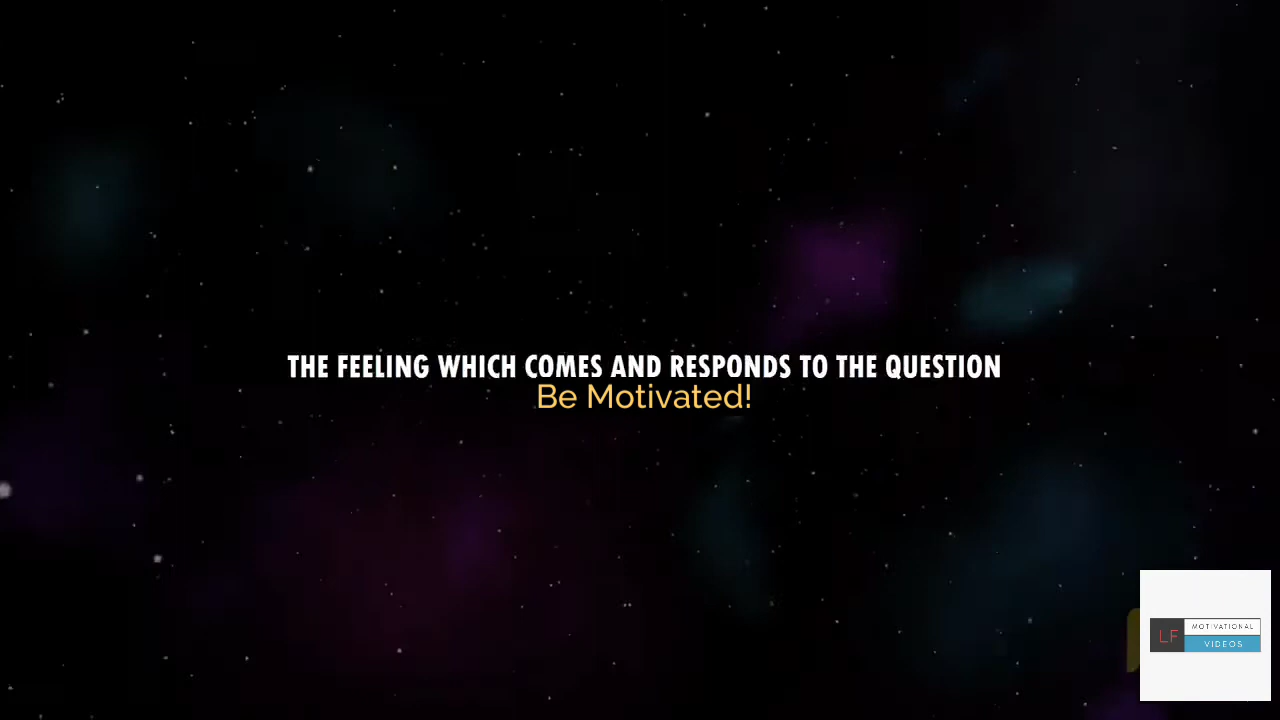 THE FEELING WHICH COMES AND RESPONDS TO THE QUESTION
Be Motivated!
LF
MOTIVATIONAL
VIDEOS